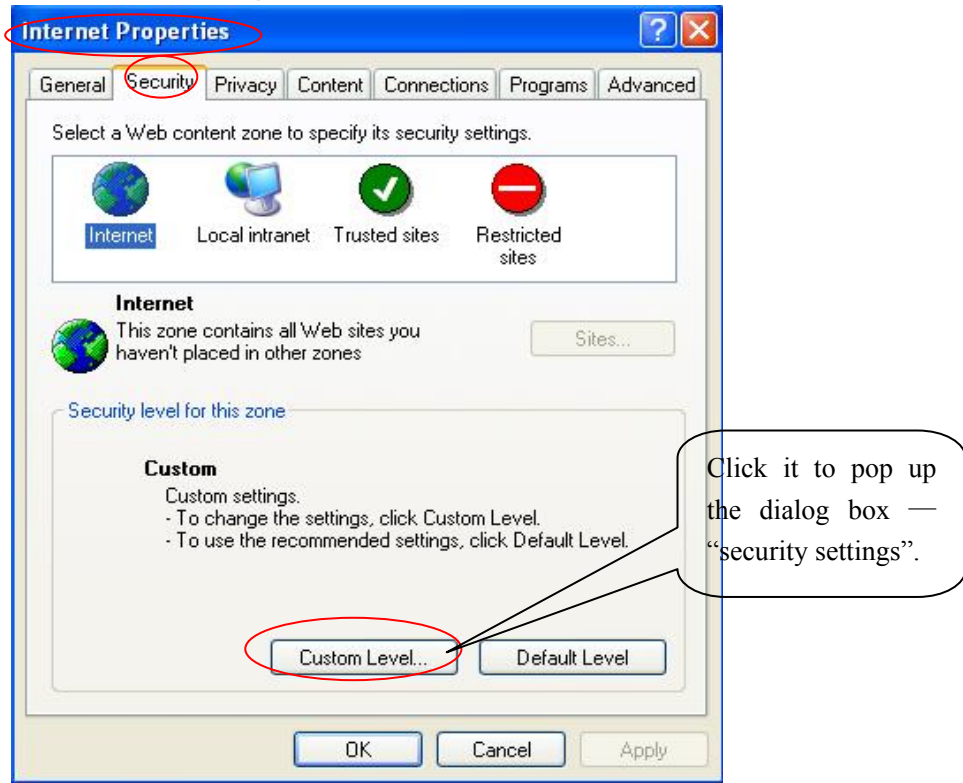 Internet Properties
General Security Privacy Content Connections Programs Advanced
Select a Web content zone to specify its security settings.
Internet Local intranet Trusted sites Restricted
sites
Internet
This zone contains all Web sites you
haven't placed in other zones
Sites...
Security level for this zone
Custom
Custom settings.
- To change the settings, click Custom Level.
- To use the recommended settings, click Default Level.
Click it to pop up
the dialog box —
“security settings”.
Custom Level... Default Level
OK Cancel Apply